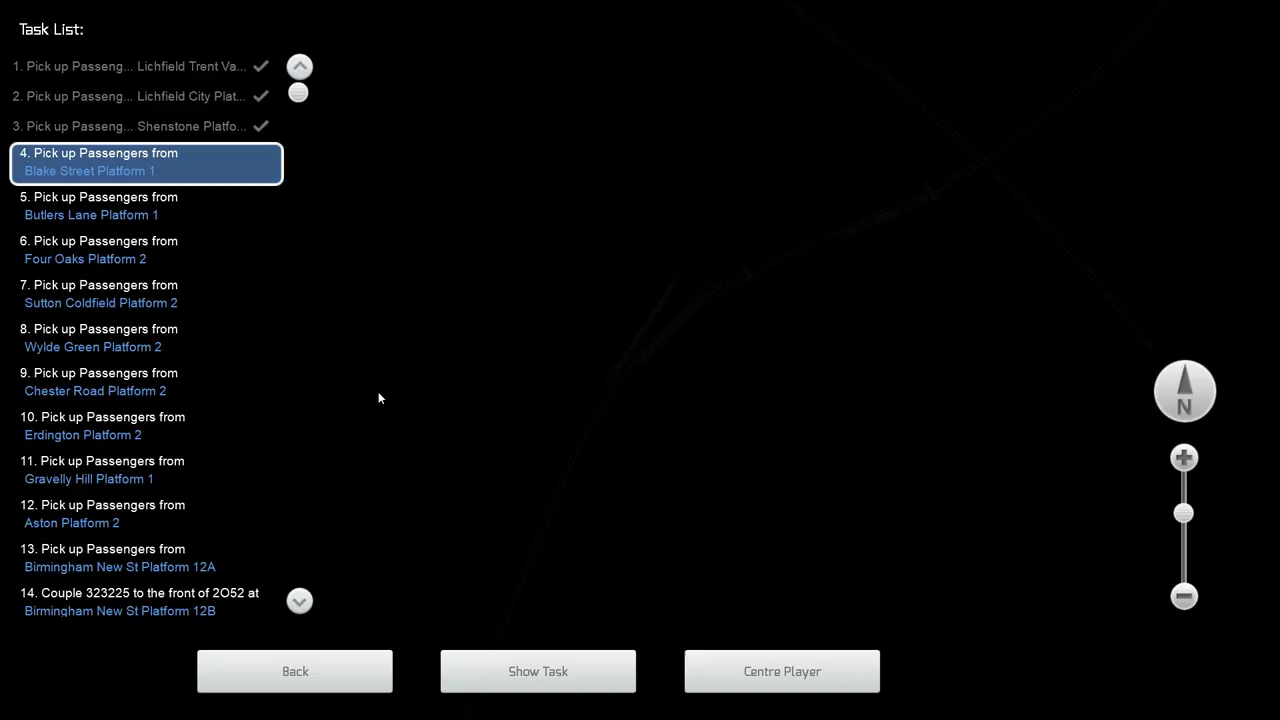 Task List:
1. Pick up Passeng... Lichfield Trent Va...
2. Pick up Passeng... Lichfield City Plat...
3. Pick up Passeng... Shenstone Platfo...
4. Pick up Passengers from
Blake Street Platform 1
5. Pick up Passengers from
Butlers Lane Platform 1
6. Pick up Passengers from
Four Oaks Platform 2
7. Pick up Passengers from
Sutton Coldfield Platform 2
8. Pick up Passengers from
Wylde Green Platform 2
9. Pick up Passengers from
Chester Road Platform 2
10. Pick up Passengers from
Erdington Platform 2
11. Pick up Passengers from
Gravelly Hill Platform 1
12. Pick up Passengers from
Aston Platform 2
13. Pick up Passengers from
Birmingham New St Platform 12A
14. Couple 323225 to the front of 2O52 at
Birmingham New St Platform 12B
N
Back
Show Task
Centre Player